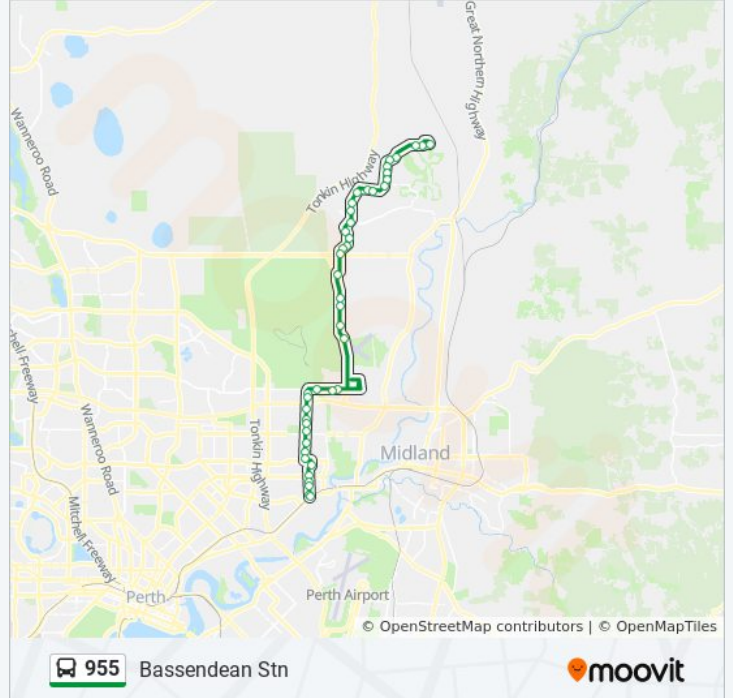 Great Northern Highway
Wanneroo Road
Tonkin Highway
chell Freeway
Wanneroo Road
Tonkin Highway
Midland
Mitchell Freeway
Perth
Perth Airport
© OpenStreetMap contributors | © OpenMapTiles
955 Bassendean Stn
moovit